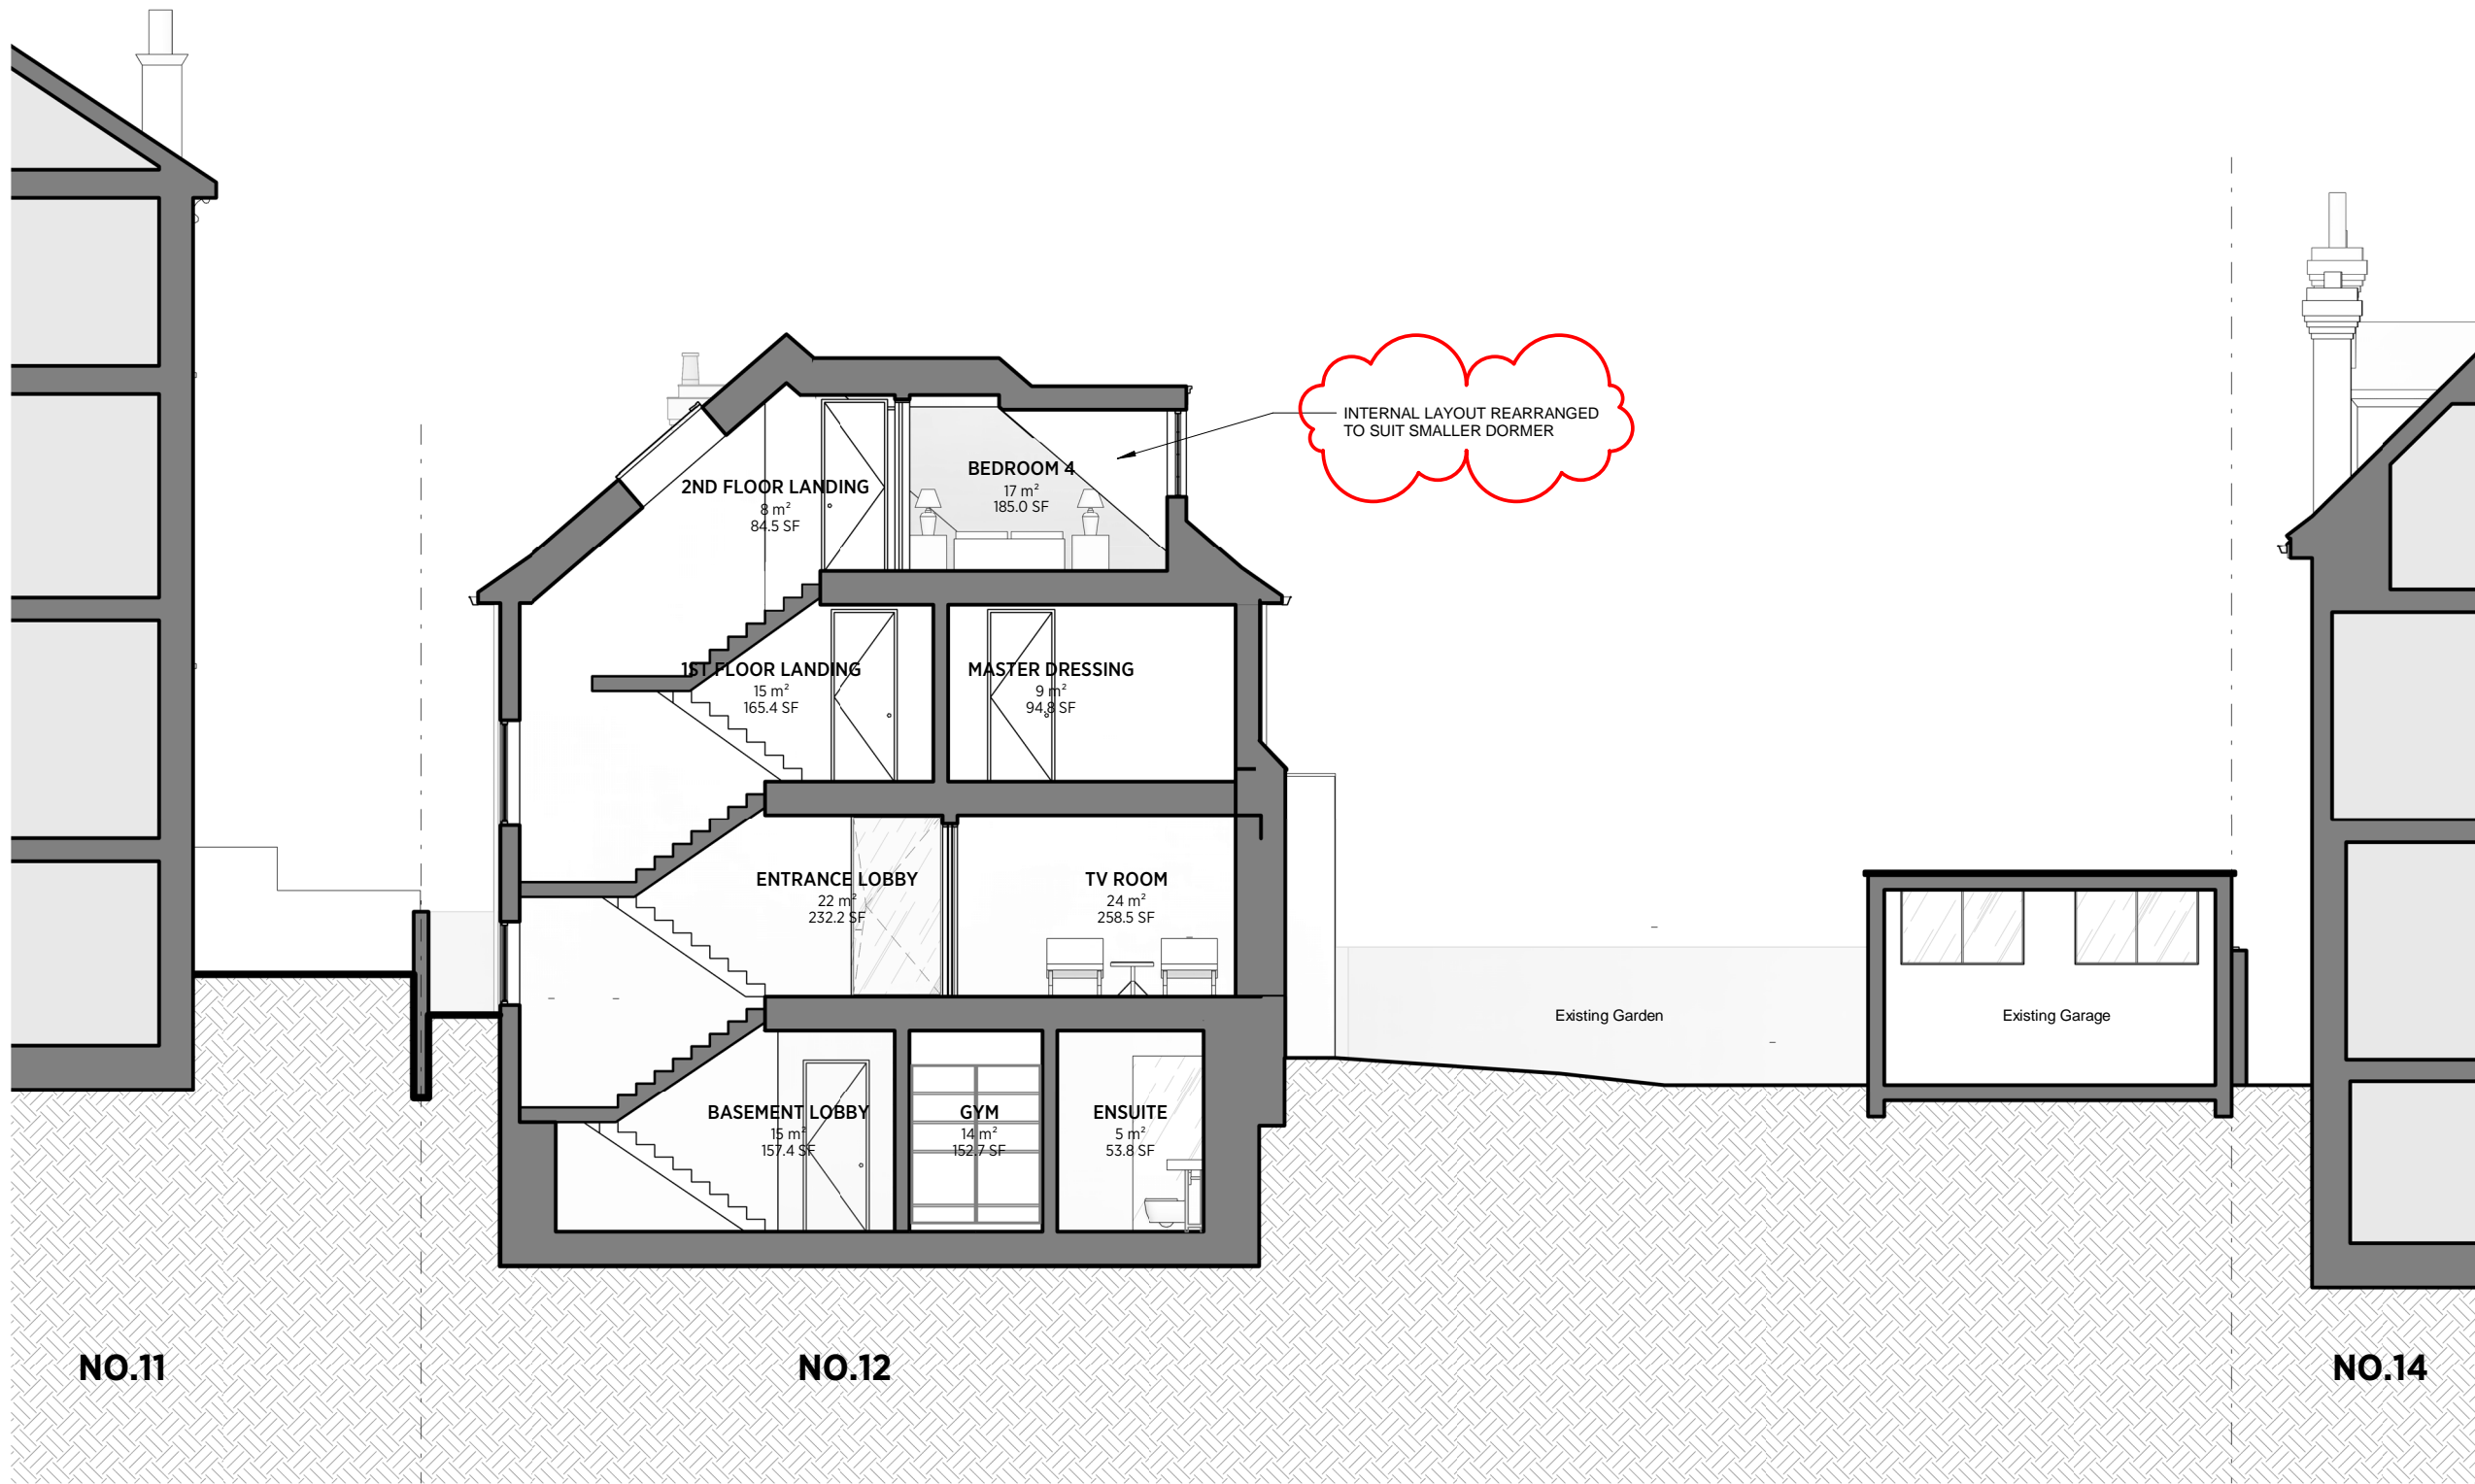 INTERNAL LAYOUT REARRANGED
TO SUIT SMALLER DORMER
BEDROOM 4
17 m²
185.0 SF
2ND FLOOR LANDING
8 m²
84.5 SF
1ST FLOOR LANDING
15 m²
165.4 SF
MASTER DRESSING
9 m²
94.8 SF
ENTRANCE LOBBY
22 m²
232.2 SF
TV ROOM
24 m²
258.5 SF
Existing Garden
Existing Garage
BASEMENT LOBBY
15 m²
157.4 SF
GYM
14 m²
152.7 SF
ENSUITE
5 m²
53.8 SF
NO.11
NO.12
NO.14